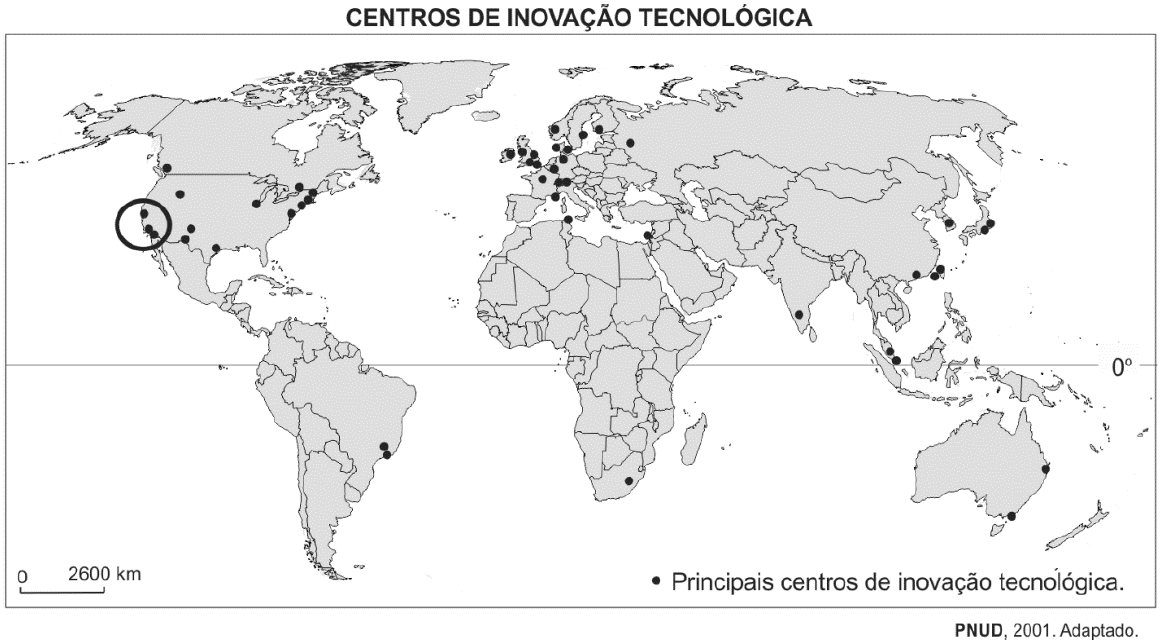 CENTROS DE INOVAÇÃO TECNOLÓGICA
0º
0 2600 km
• Principais centros de inovação tecnológica.
PNUD, 2001. Adaptado.